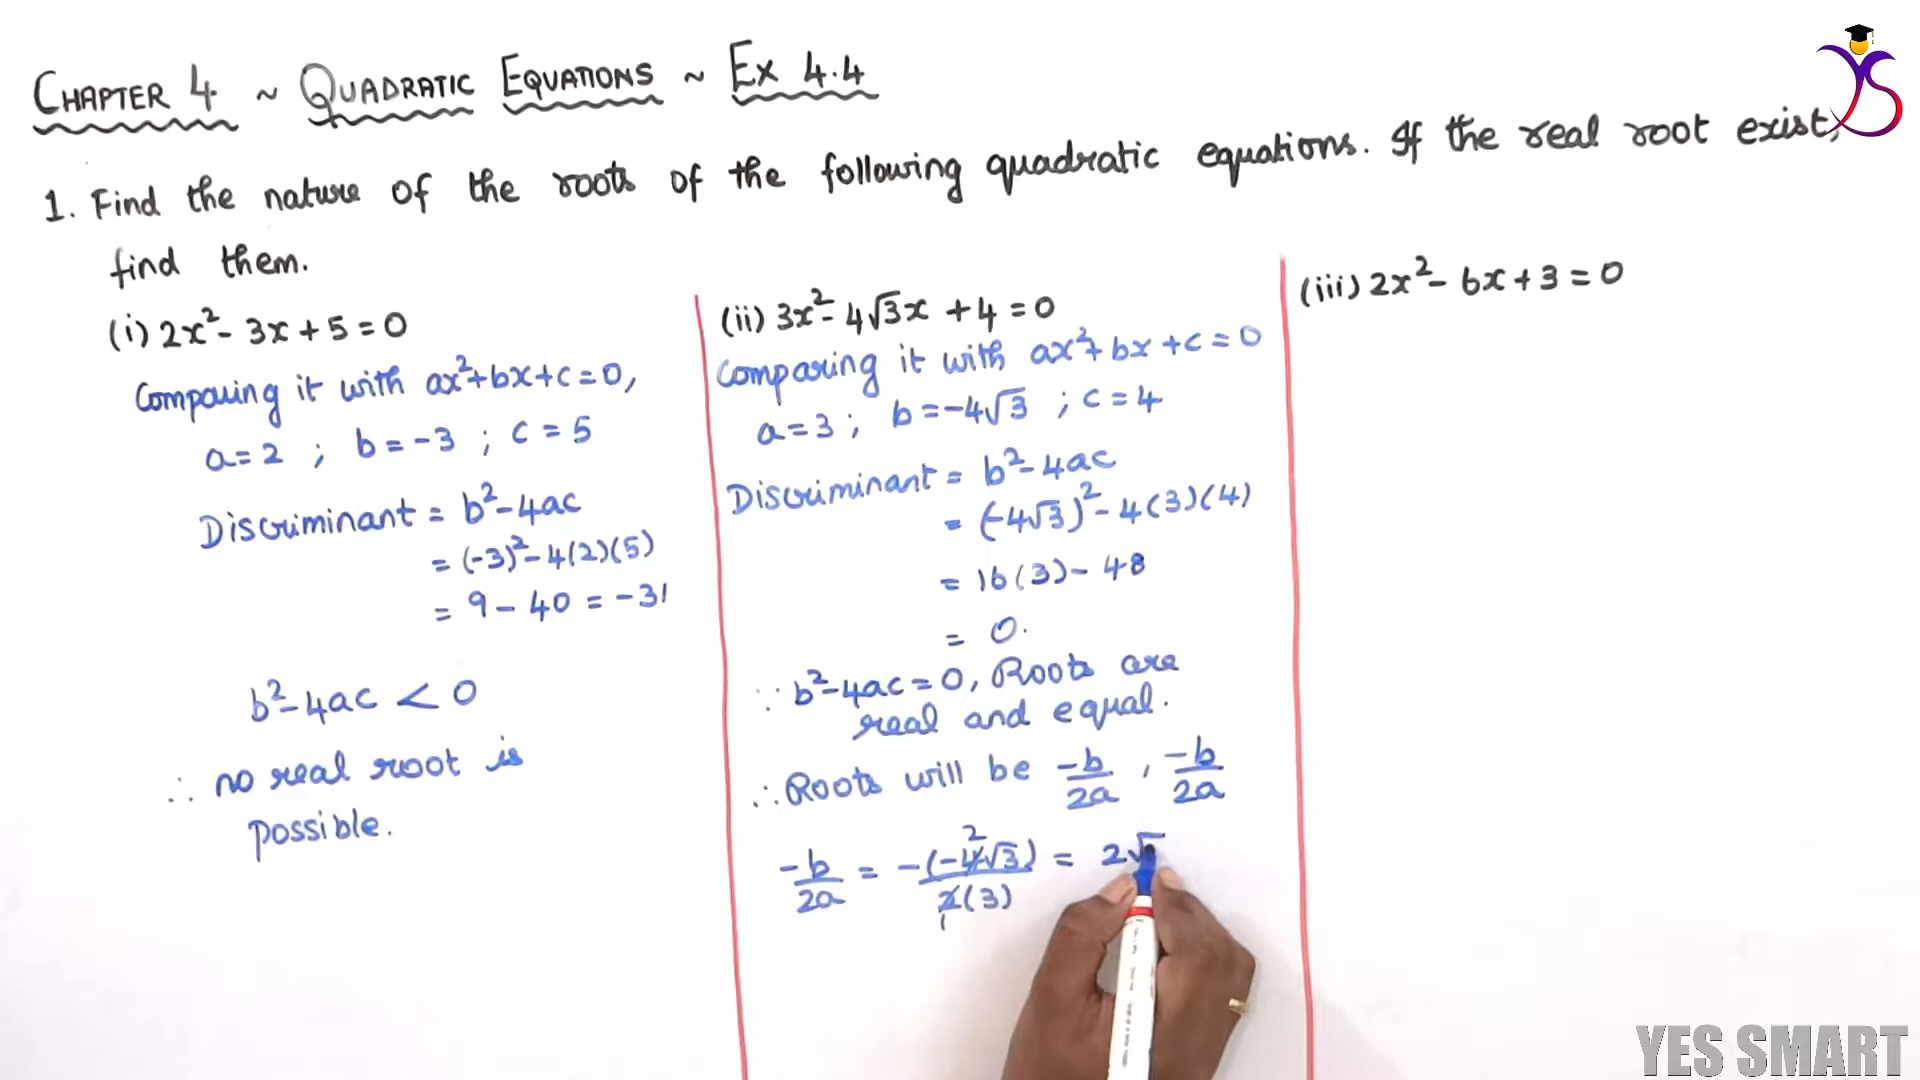 CHAPTER 4 ~ QUADRATIC EQUATIONS ~ EX 4.4
1. Find the nature of the roots of the following quadratic equations. If the real root exist,
find them.
(i) 2x² - 3x + 5 = 0
Comparing it with ax² + bx + c = 0,
a = 2 ; b = -3 ; c = 5
Discriminant = b² - 4ac
= (-3)² - 4(2)(5)
= 9 - 40 = -31
b² - 4ac < 0
∴ no real root is
possible.
(ii) 3x² - 4√3x + 4 = 0
Comparing it with ax² + bx + c = 0
a = 3 ; b = -4√3 ; c = 4
Discriminant = b² - 4ac
= (-4√3)² - 4(3)(4)
= 16(3) - 48
= 0.
∵ b² - 4ac = 0, Roots are
real and equal.
∴ Roots will be -b/2a , -b/2a
-b/2a = -(-4√3)/2(3) = 2√
2
1
(iii) 2x² - 6x + 3 = 0
YES SMART